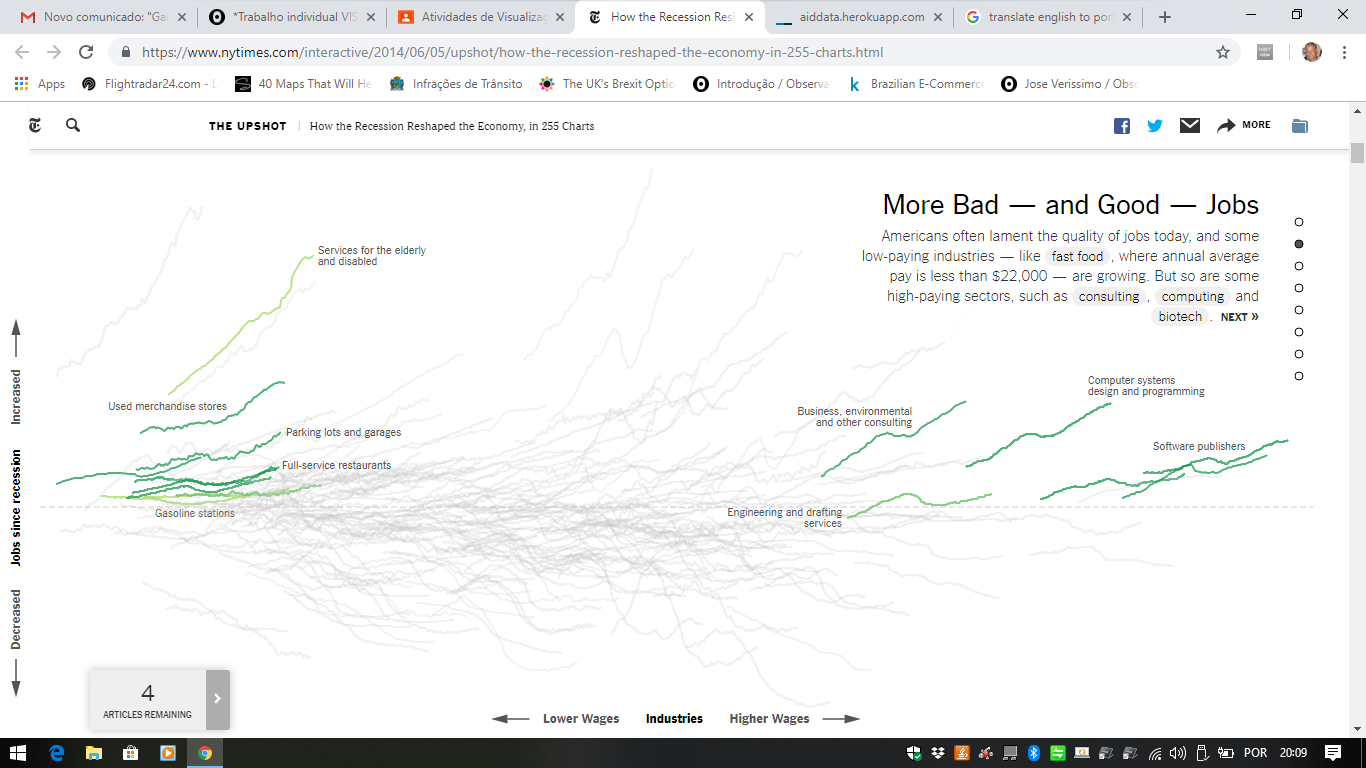 Novo comunicado: "Ga
*Trabalho individual VIS
Atividades de Visualizaç
How the Recession Res
aiddata.herokuapp.com
translate english to por
https://www.nytimes.com/interactive/2014/06/05/upshot/how-the-recession-reshaped-the-economy-in-255-charts.html
Apps
Flightradar24.com - L
40 Maps That Will He
Infrações de Trânsito
The UK's Brexit Optio
Introdução / Observa
Brazilian E-Commerce
Jose Verissimo / Obse
THE UPSHOT | How the Recession Reshaped the Economy, in 255 Charts
MORE
More Bad — and Good — Jobs
Americans often lament the quality of jobs today, and some
low-paying industries — like fast food , where annual average
pay is less than $22,000 — are growing. But so are some
high-paying sectors, such as consulting , computing and
biotech . NEXT »
Services for the elderly
and disabled
Used merchandise stores
Parking lots and garages
Full-service restaurants
Gasoline stations
Business, environmental
and other consulting
Computer systems
design and programming
Software publishers
Engineering and drafting
services
Increased
Jobs since recession
Decreased
4
ARTICLES REMAINING
Lower Wages Industries Higher Wages
POR 20:09